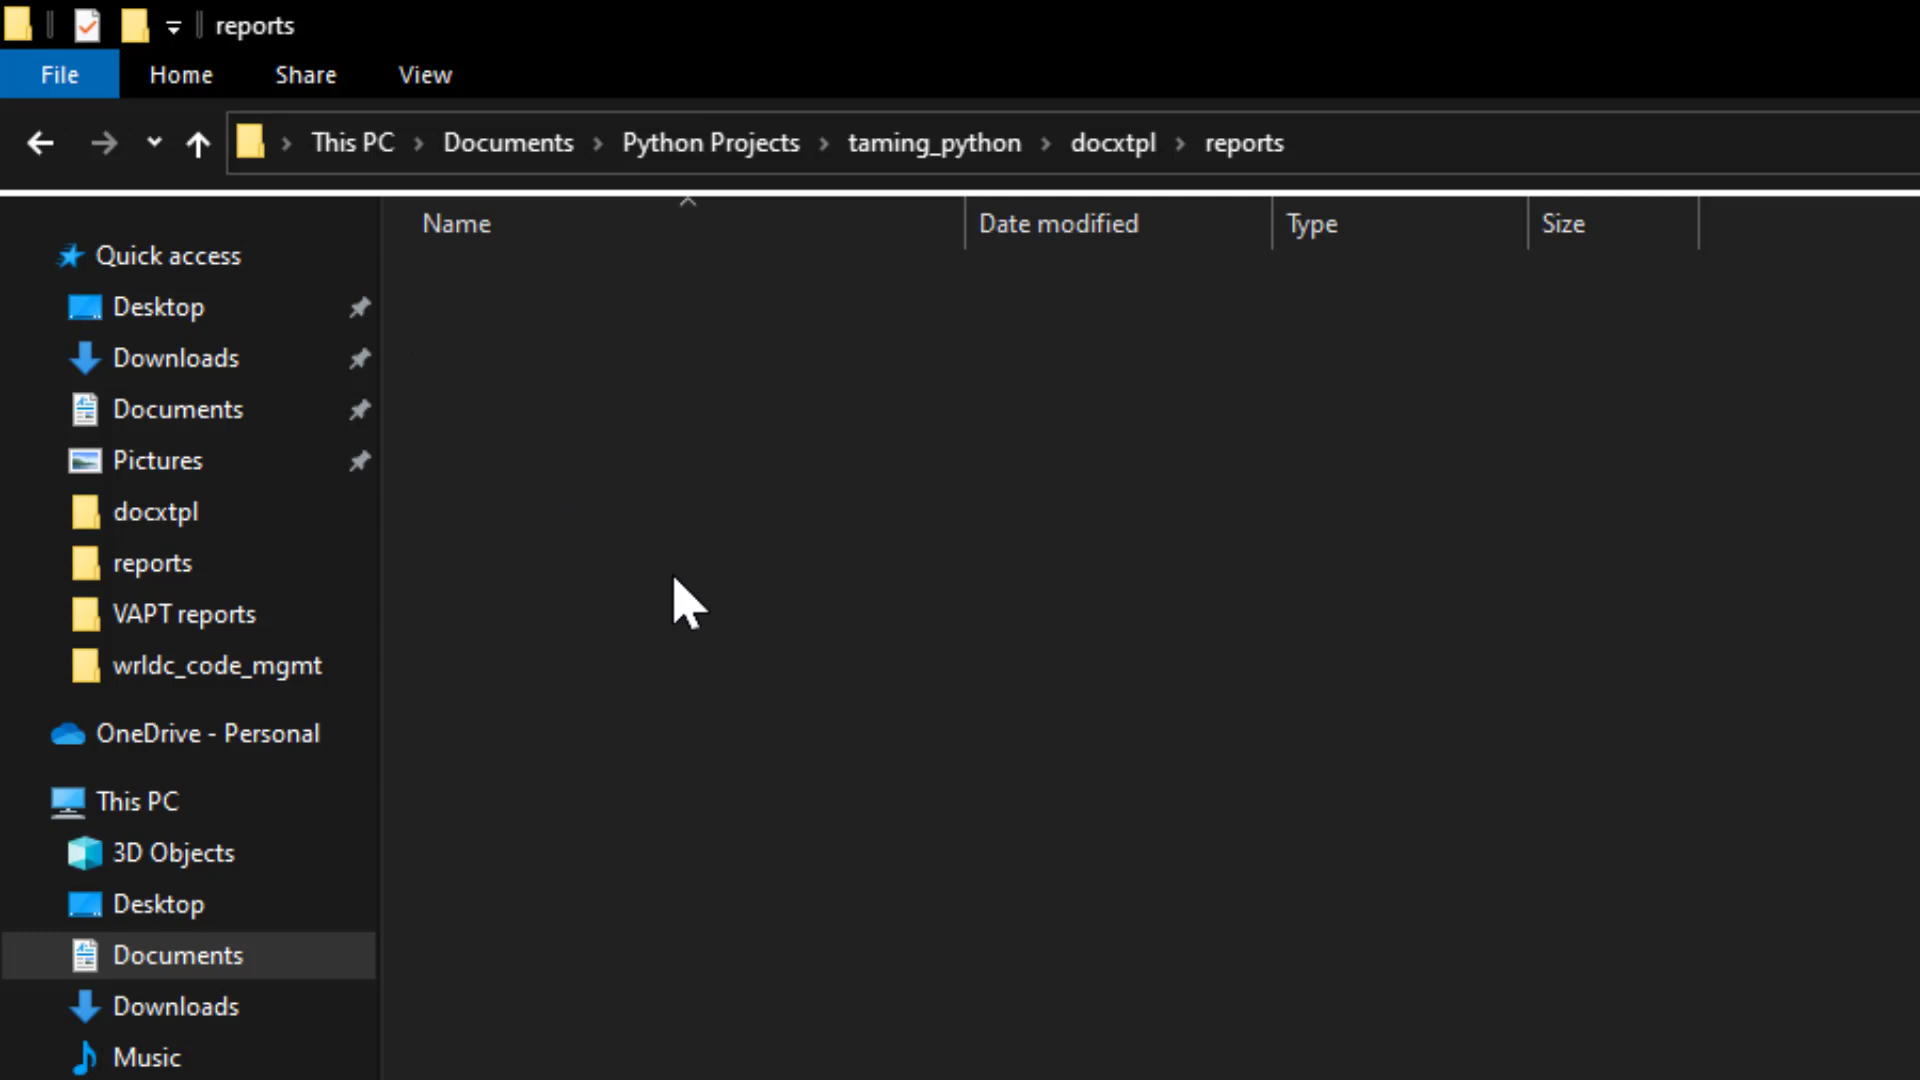 reports
File Home Share View
This PC Documents Python Projects taming_python docxtpl reports
Name Date modified Type Size
Quick access
Desktop
Downloads
Documents
Pictures
docxtpl
reports
VAPT reports
wrldc_code_mgmt
OneDrive - Personal
This PC
3D Objects
Desktop
Documents
Downloads
Music